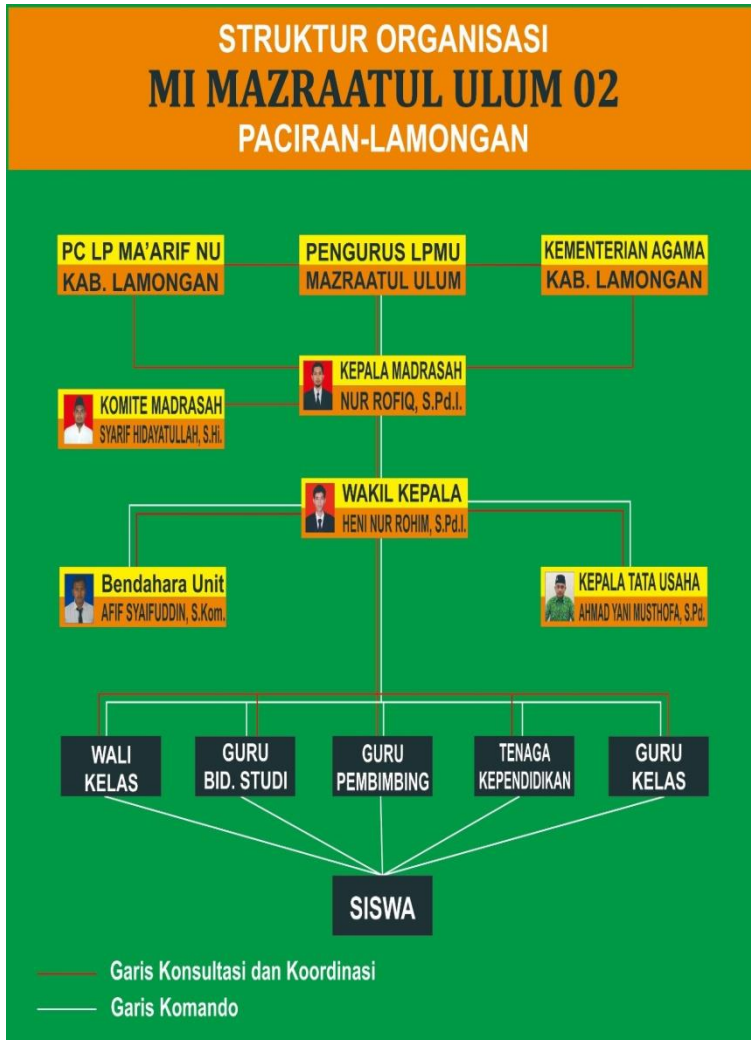 STRUKTUR ORGANISASI
MI MAZRAATUL ULUM 02
PACIRAN-LAMONGAN
PC LP MA'ARIF NU
KAB. LAMONGAN
PENGURUS LPMU
MAZRAATUL ULUM
KEMENTERIAN AGAMA
KAB. LAMONGAN
KEPALA MADRASAH
NUR ROFIQ, S.Pd.I.
KOMITE MADRASAH
SYARIF HIDAYATULLAH, S.Hi.
WAKIL KEPALA
HENI NUR ROHIM, S.Pd.I.
Bendahara Unit
AFIF SYAIFUDDIN, S.Kom.
KEPALA TATA USAHA
AHMAD YANI MUSTHOFA, S.Pd.
WALI
KELAS
GURU
BID. STUDI
GURU
PEMBIMBING
TENAGA
KEPENDIDIKAN
GURU
KELAS
SISWA
Garis Konsultasi dan Koordinasi
Garis Komando